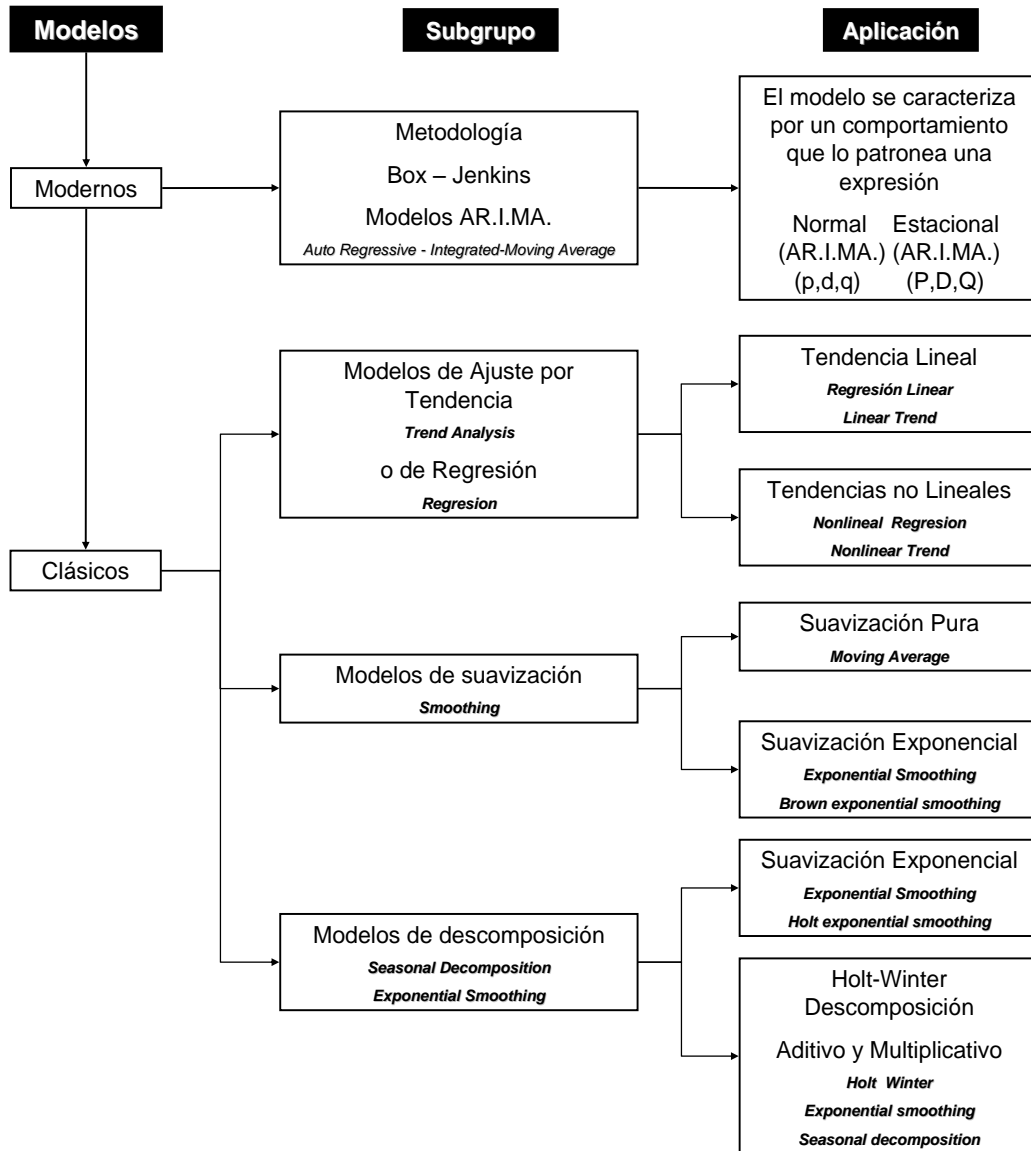 Modelos
Subgrupo
Aplicación
Modernos
Metodología
Box – Jenkins
Modelos AR.I.MA.
Auto Regressive - Integrated-Moving Average
El modelo se caracteriza
por un comportamiento
que lo patronea una
expresión
Normal Estacional
(AR.I.MA.) (AR.I.MA.)
(p,d,q) (P,D,Q)
Clásicos
Modelos de Ajuste por
Tendencia
Trend Analysis
o de Regresión
Regresion
Tendencia Lineal
Regresión Linear
Linear Trend
Tendencias no Lineales
Nonlineal Regresion
Nonlinear Trend
Modelos de suavización
Smoothing
Suavización Pura
Moving Average
Suavización Exponencial
Exponential Smoothing
Brown exponential smoothing
Modelos de descomposición
Seasonal Decomposition
Exponential Smoothing
Suavización Exponencial
Exponential Smoothing
Holt exponential smoothing
Holt-Winter
Descomposición
Aditivo y Multiplicativo
Holt Winter
Exponential smoothing
Seasonal decomposition